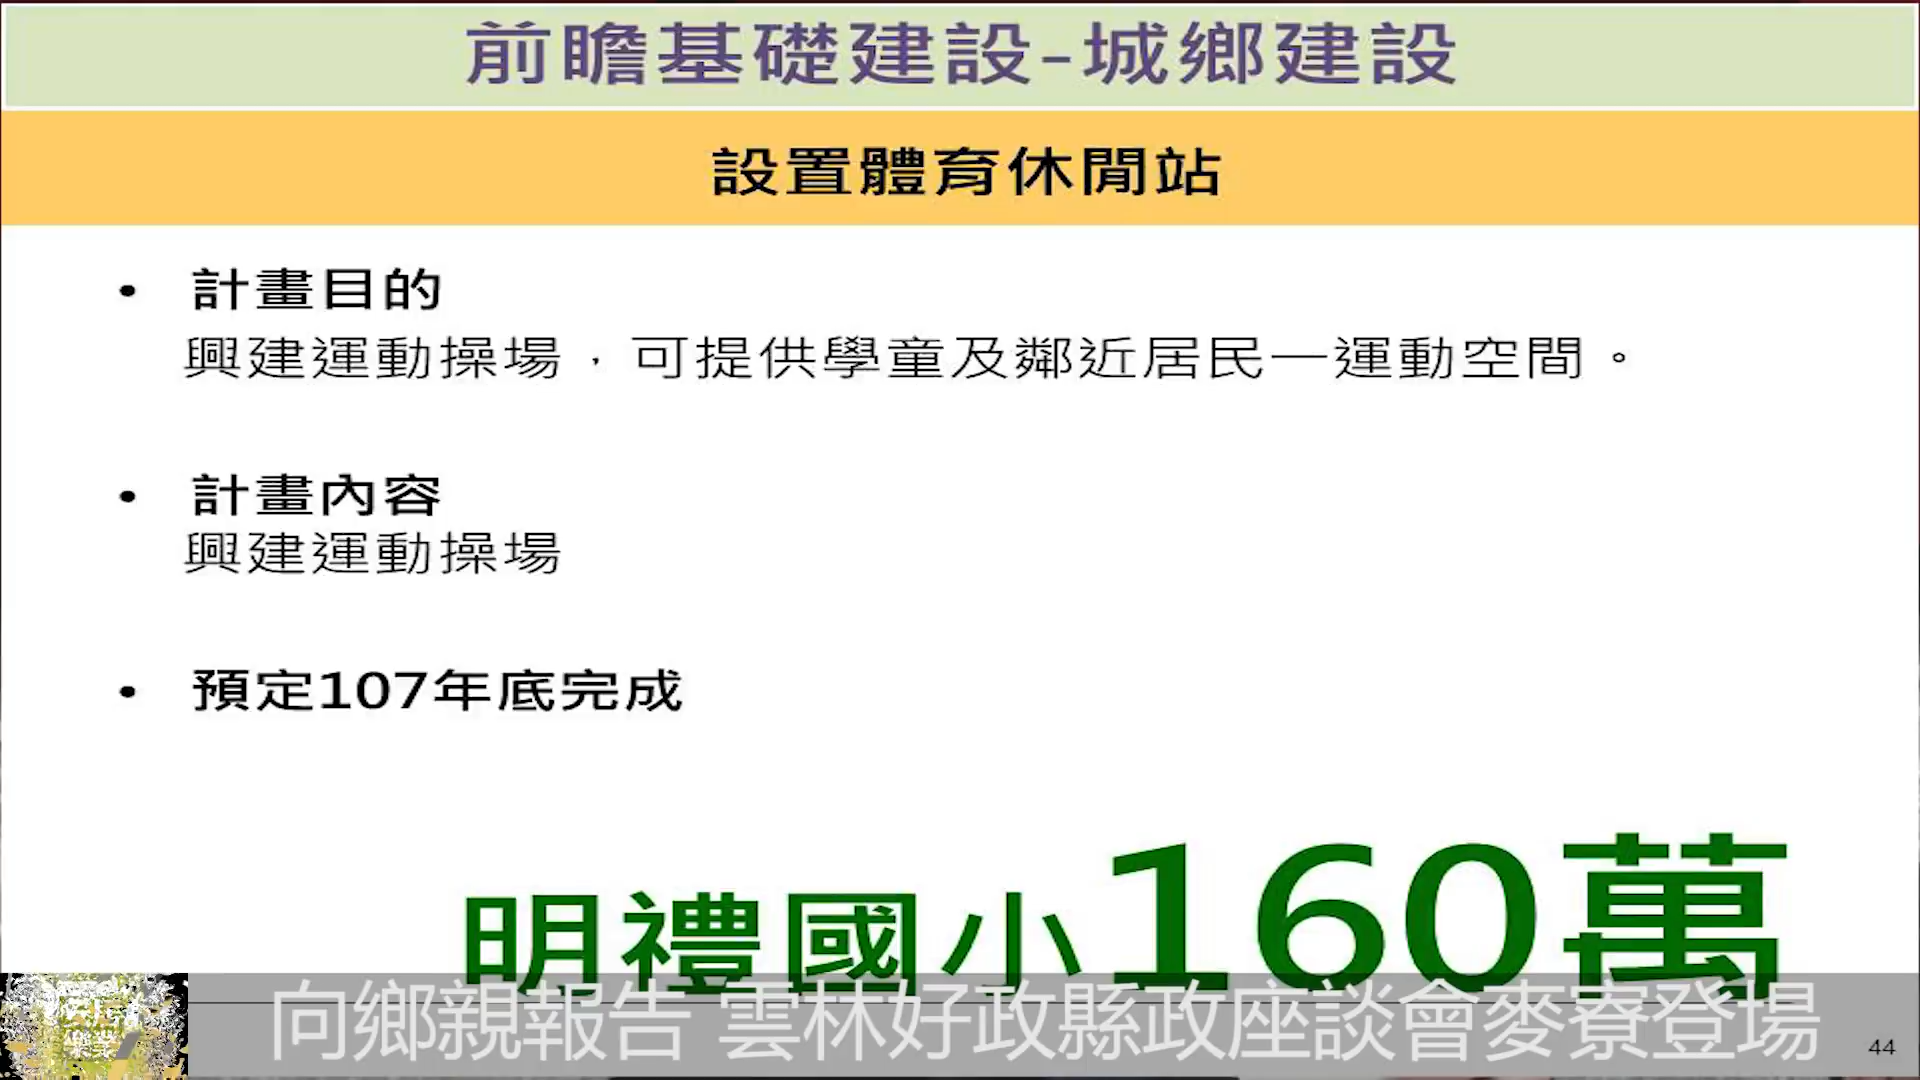 前瞻基礎建設-城鄉建設
設置體育休閒站
• 計畫目的
興建運動操場，可提供學童及鄰近居民一運動空間。
• 計畫內容
興建運動操場
• 預定107年底完成
明禮國小160萬
向鄉親報告 雲林好政縣政座談會麥寮登場
44